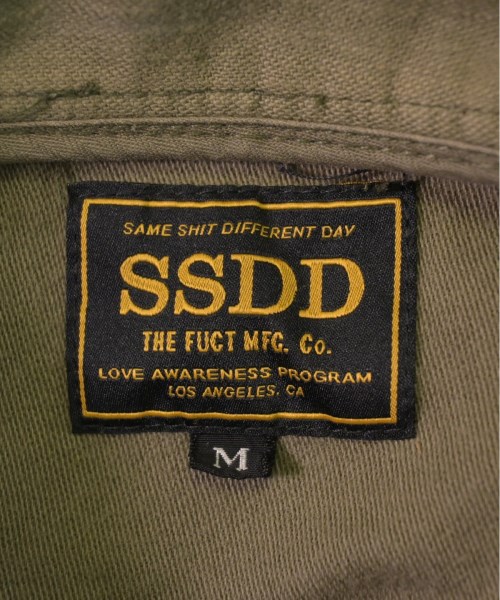 SAME SHIT DIFFERENT DAY
SSDD
THE FUCT MFG. Co.
LOVE AWARENESS PROGRAM
LOS ANGELES, CA
M